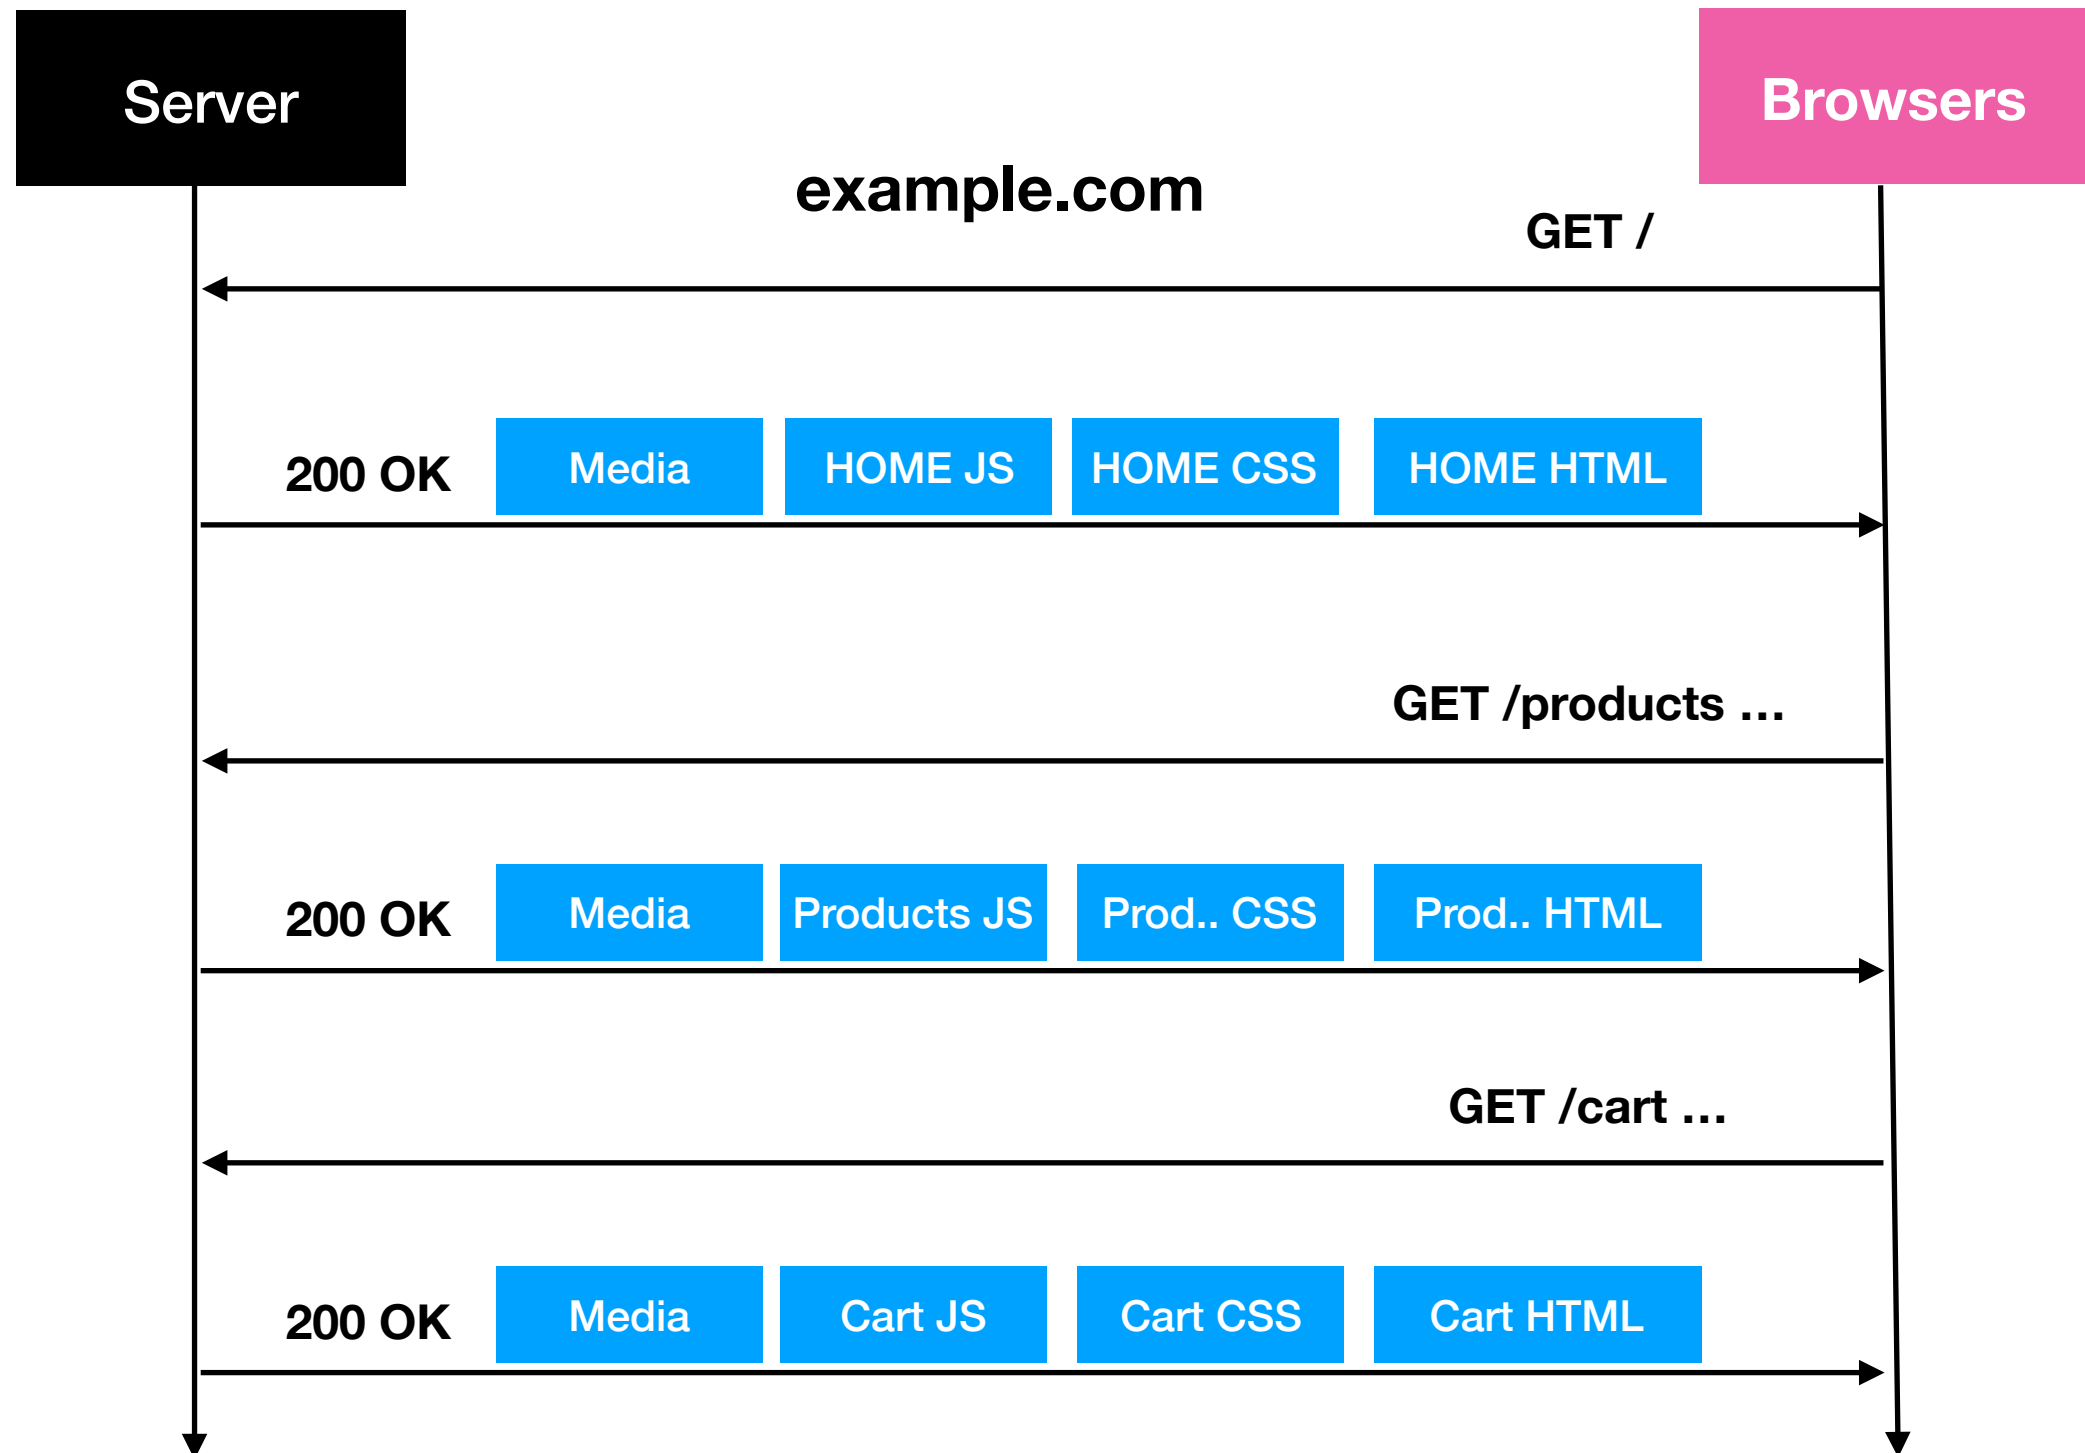 Server
Browsers
example.com
GET /
200 OK
Media
HOME JS
HOME CSS
HOME HTML
GET /products …
200 OK
Media
Products JS
Prod.. CSS
Prod.. HTML
GET /cart …
200 OK
Media
Cart JS
Cart CSS
Cart HTML